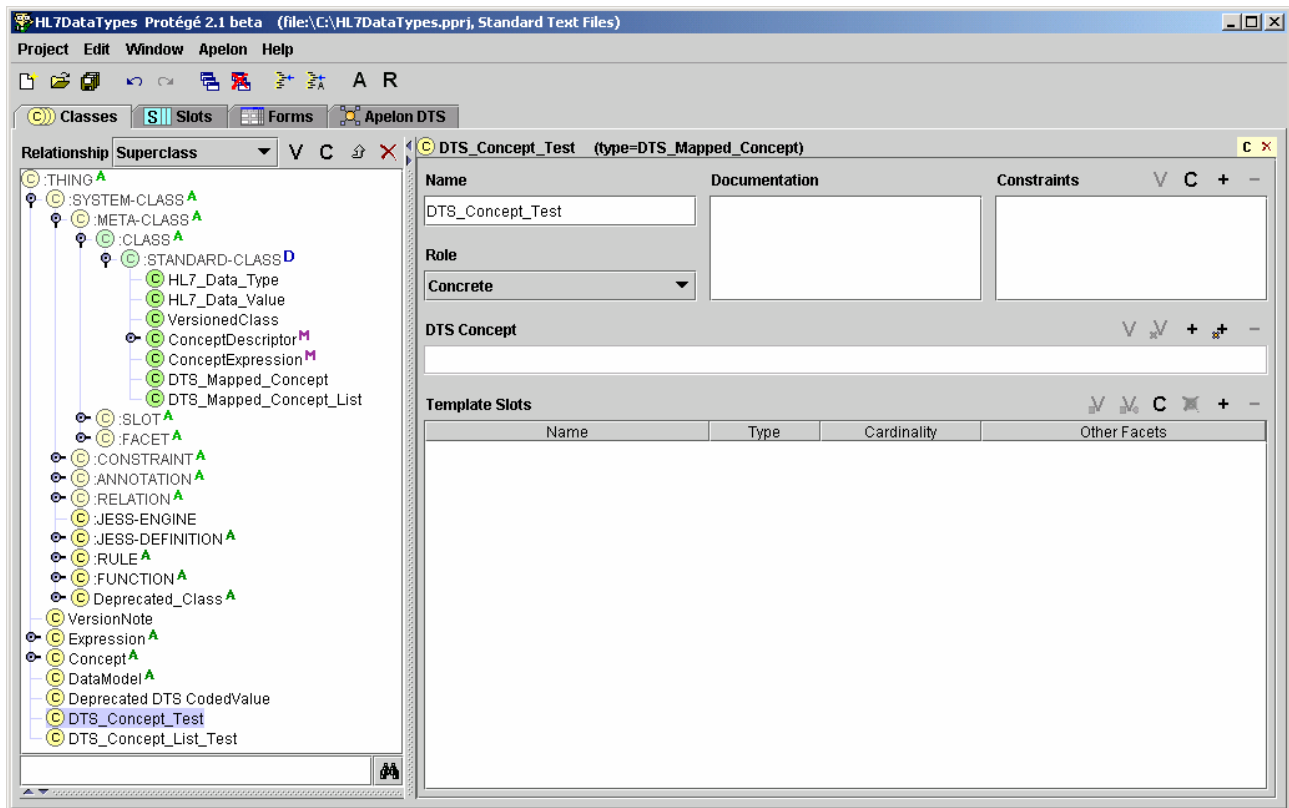 HL7DataTypes Protégé 2.1 beta (file:\C:\HL7DataTypes.pprj, Standard Text Files)
Project Edit Window Apelon Help
A R
C Classes S Slots Forms Apelon DTS
Relationship Superclass V C
C :THING A
C :SYSTEM-CLASS A
C :META-CLASS A
C :CLASS A
C :STANDARD-CLASS D
C HL7_Data_Type
C HL7_Data_Value
C VersionedClass
C ConceptDescriptor M
C ConceptExpression M
C DTS_Mapped_Concept
C DTS_Mapped_Concept_List
C :SLOT A
C :FACET A
C :CONSTRAINT A
C :ANNOTATION A
C :RELATION A
C :JESS-ENGINE
C :JESS-DEFINITION A
C :RULE A
C :FUNCTION A
C Deprecated_Class A
C VersionNote
C Expression A
C Concept A
C DataModel A
C Deprecated DTS CodedValue
C DTS_Concept_Test
C DTS_Concept_List_Test
C DTS_Concept_Test (type=DTS_Mapped_Concept) C ×
Name Documentation Constraints V C + −
DTS_Concept_Test
Role
Concrete
DTS Concept V V + + −
Template Slots V V C + −
Name Type Cardinality Other Facets